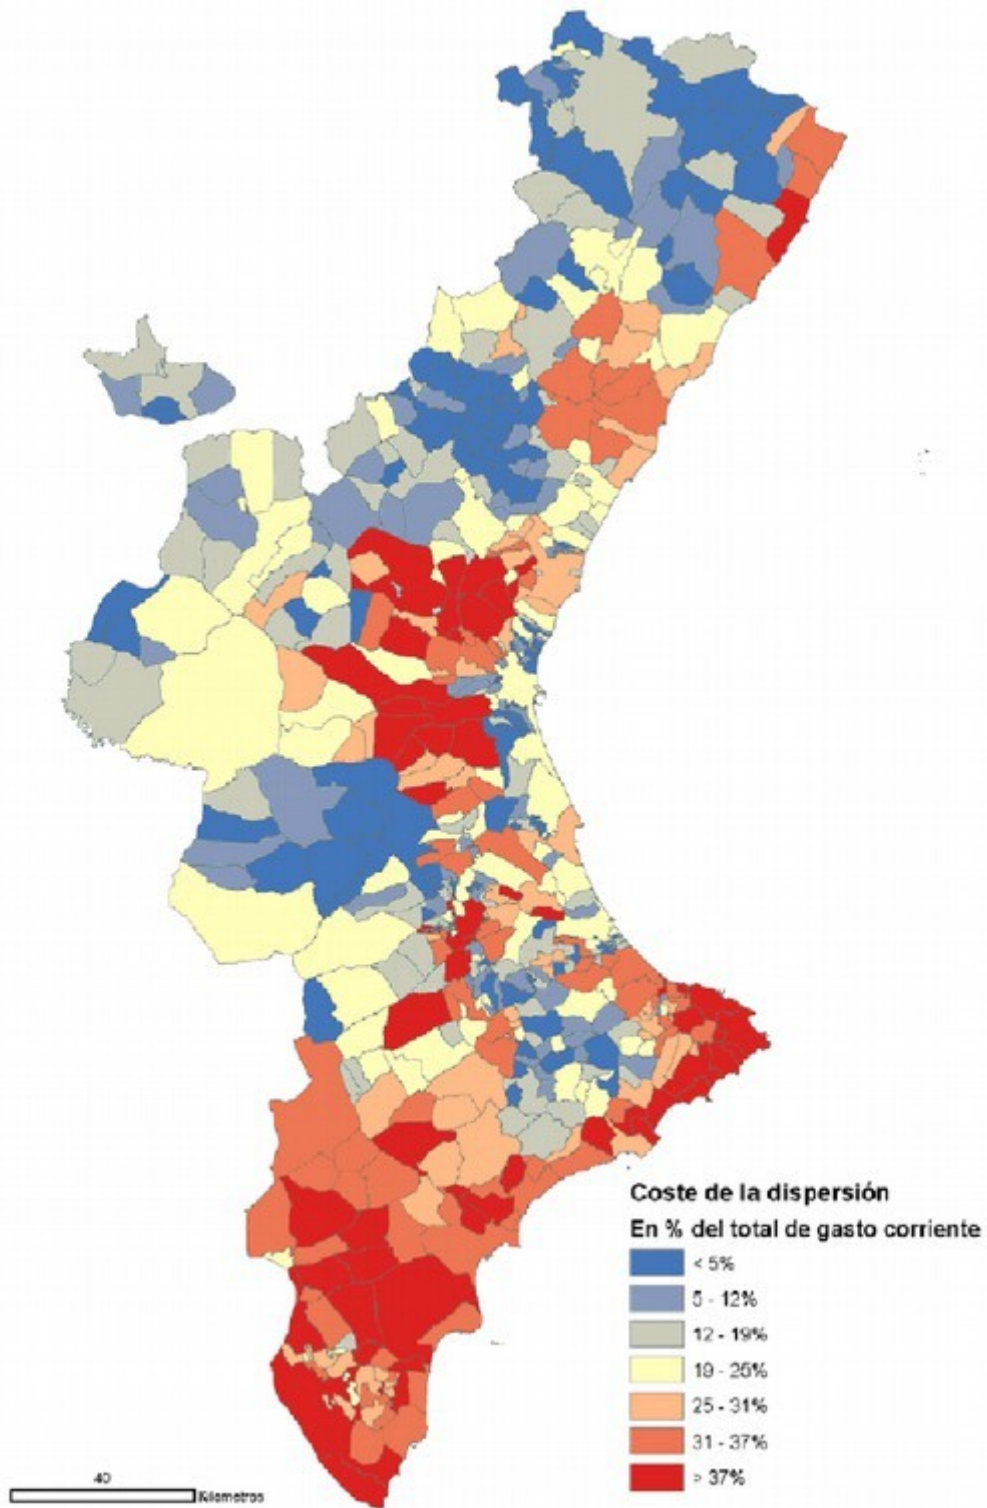 Coste de la dispersión
En % del total de gasto corriente
< 5%
5 - 12%
12 - 19%
19 - 25%
25 - 31%
31 - 37%
> 37%
40
Kilometros